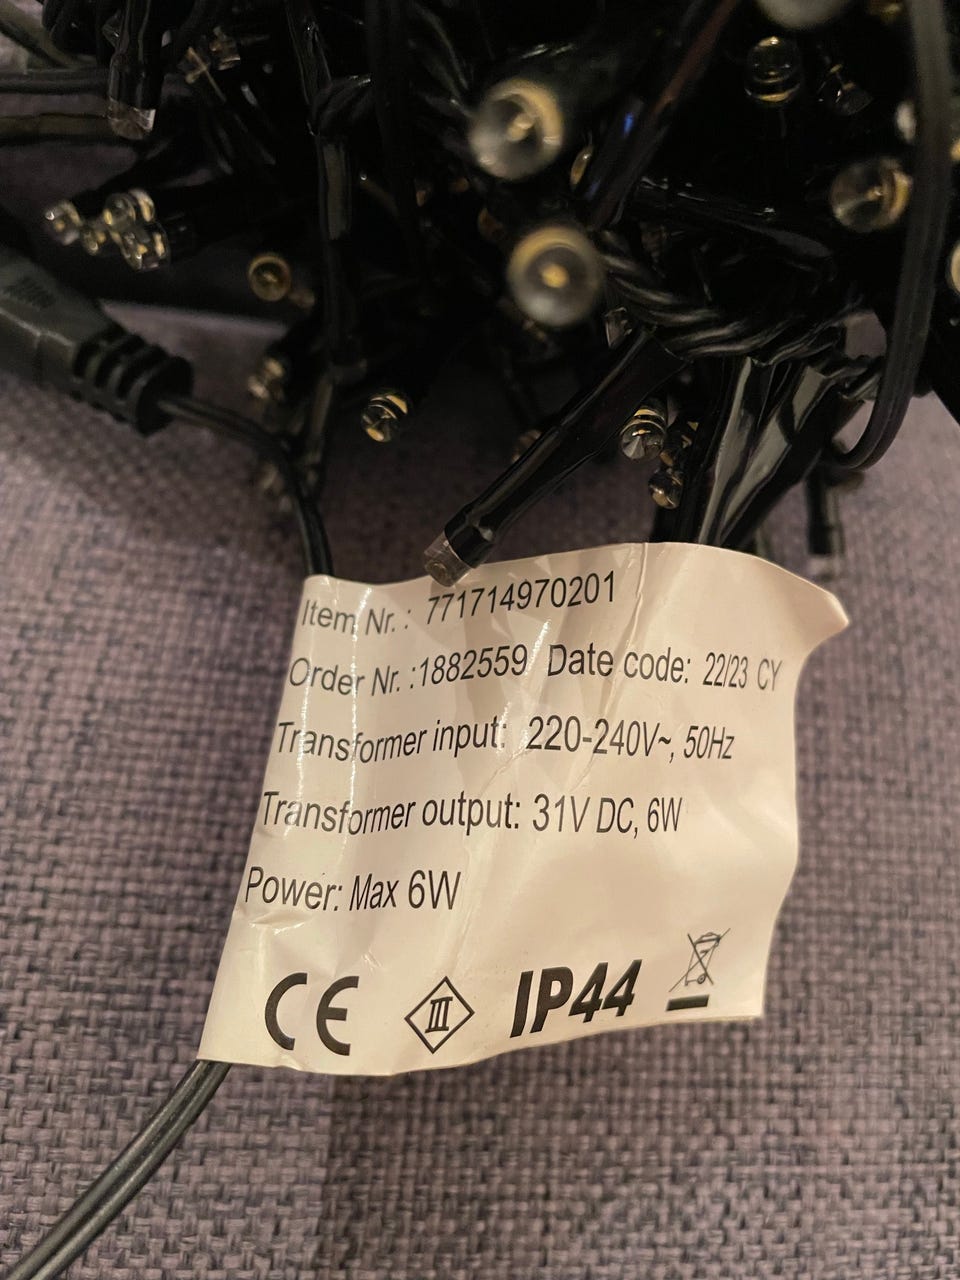 Item Nr.: 771714970201
Order Nr.:1882559 Date code: 22/23 CY
Transformer input: 220-240V~, 50Hz
Transformer output: 31V DC, 6W
Power: Max 6W
CE III IP44